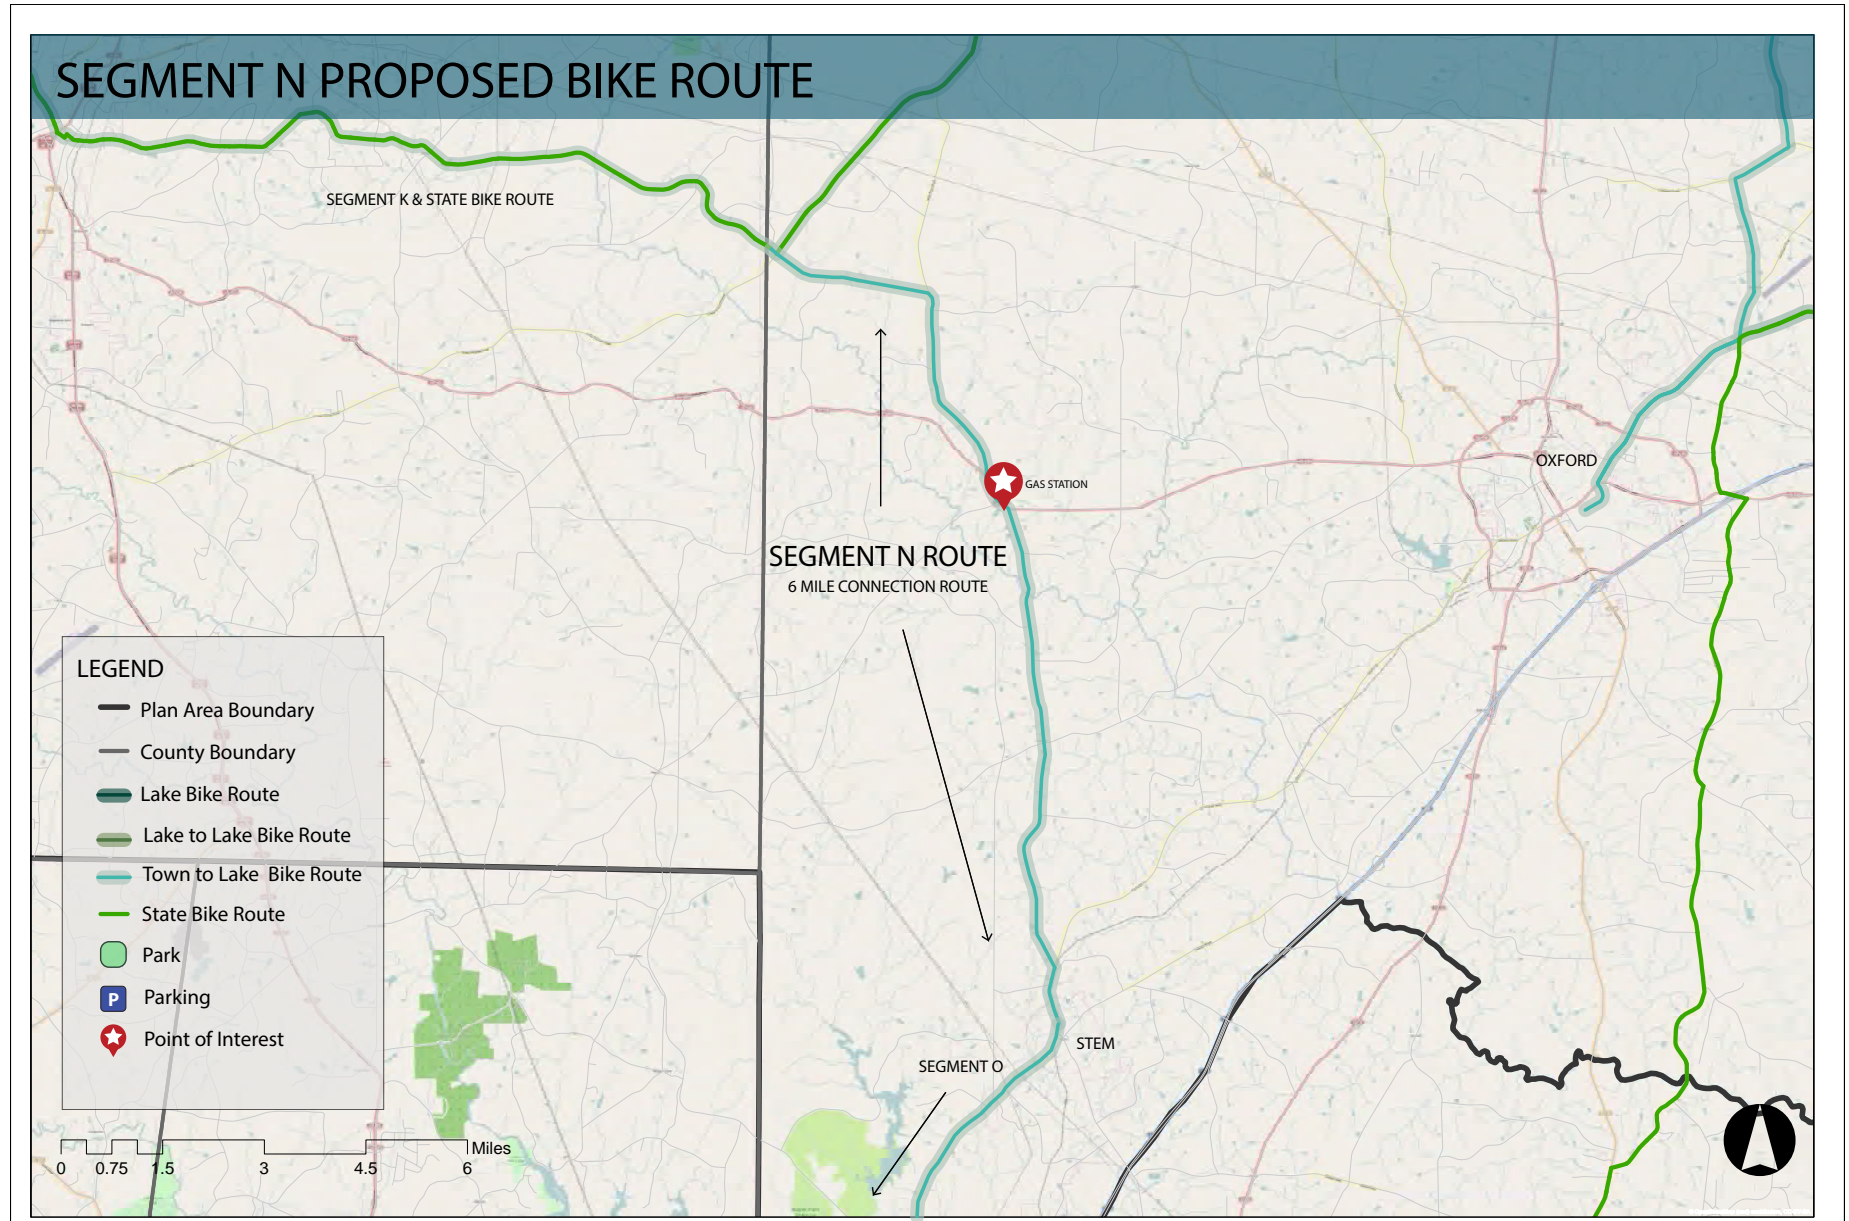 SEGMENT N PROPOSED BIKE ROUTE
SEGMENT K & STATE BIKE ROUTE
OXFORD
GAS STATION
SEGMENT N ROUTE
6 MILE CONNECTION ROUTE
LEGEND
Plan Area Boundary
County Boundary
Lake Bike Route
Lake to Lake Bike Route
Town to Lake Bike Route
State Bike Route
Park
P Parking
Point of Interest
STEM
SEGMENT O
Miles
0 0.75 1.5 3 4.5 6